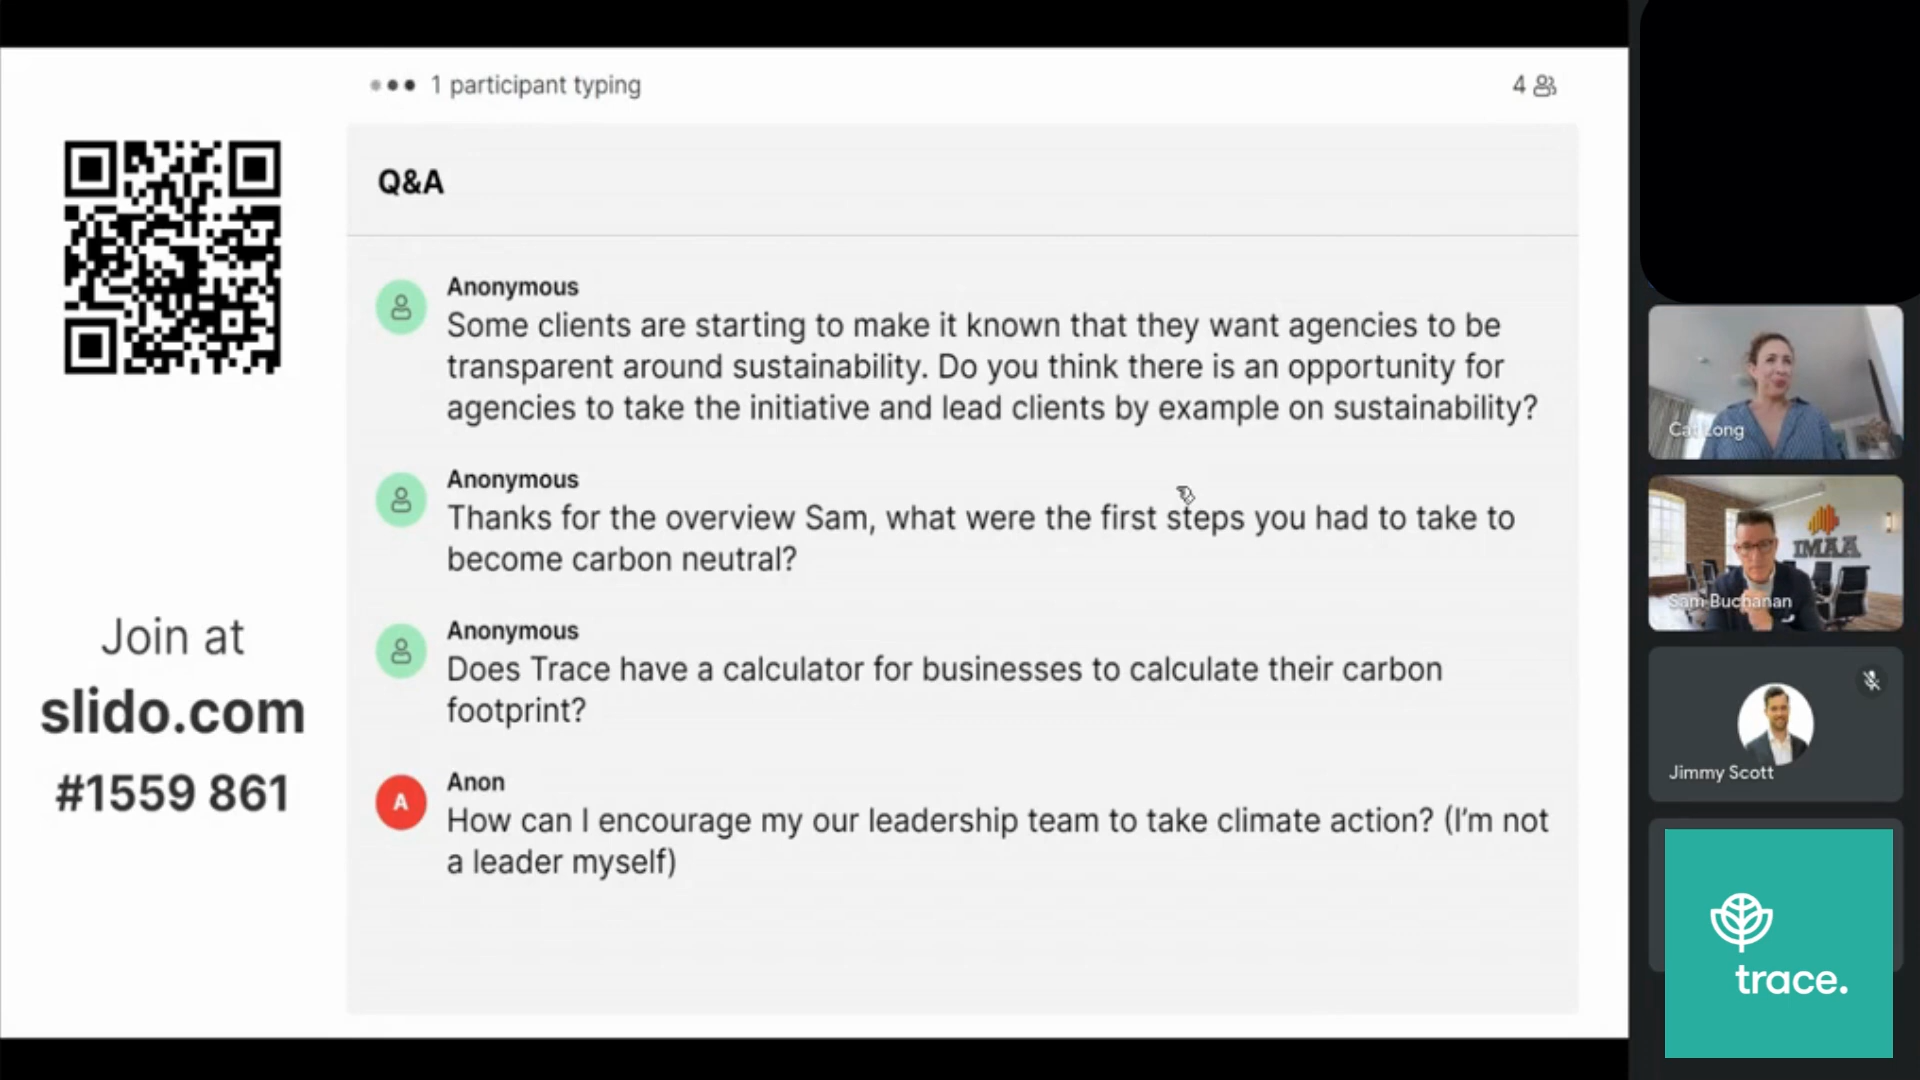 1 participant typing
4
Q&A
Anonymous
Some clients are starting to make it known that they want agencies to be
transparent around sustainability. Do you think there is an opportunity for
agencies to take the initiative and lead clients by example on sustainability?
Anonymous
Thanks for the overview Sam, what were the first steps you had to take to
become carbon neutral?
Anonymous
Does Trace have a calculator for businesses to calculate their carbon
footprint?
A
Anon
How can I encourage my our leadership team to take climate action? (I'm not
a leader myself)
Join at
slido.com
#1559 861
Cat Long
IMAA
Sam Buchanan
Jimmy Scott
trace.